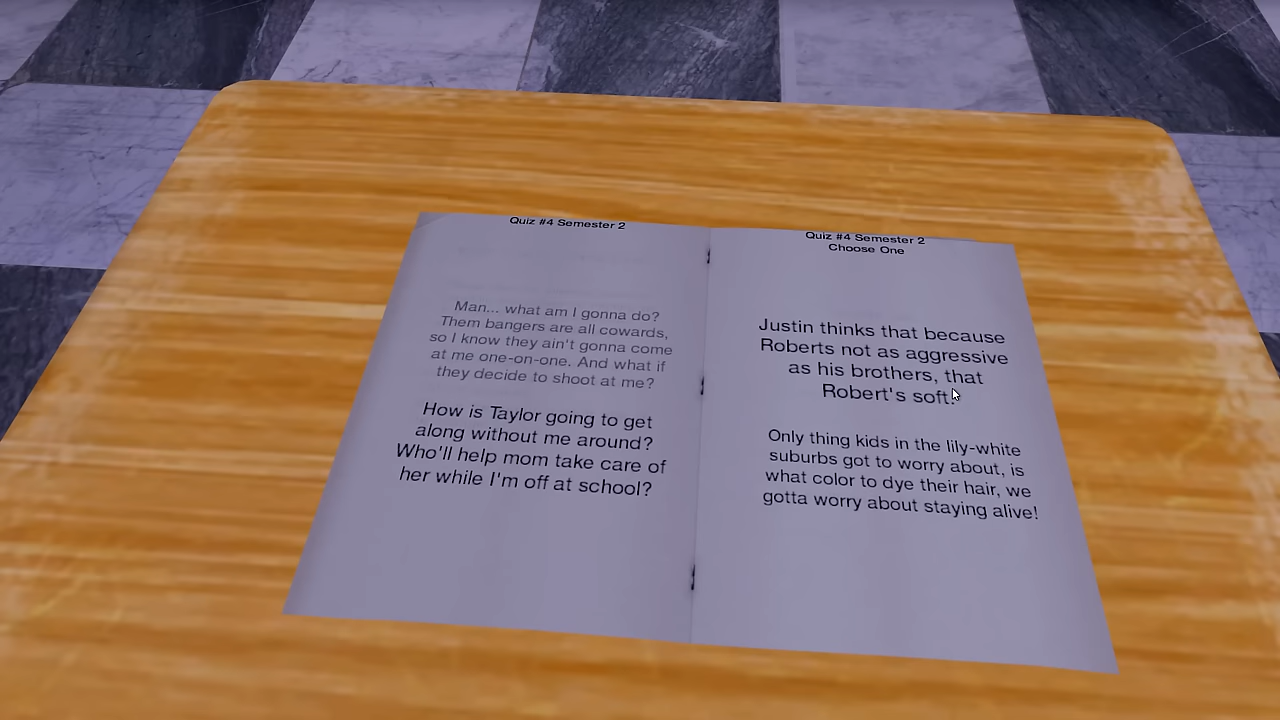 Quiz #4 Semester 2
Man... what am I gonna do?
Them bangers are all cowards,
so I know they ain't gonna come
at me one-on-one. And what if
they decide to shoot at me?
How is Taylor going to get
along without me around?
Who'll help mom take care of
her while I'm off at school?
Quiz #4 Semester 2
Choose One
Justin thinks that because
Roberts not as aggressive
as his brothers, that
Robert's soft.
Only thing kids in the lily-white
suburbs got to worry about, is
what color to dye their hair, we
gotta worry about staying alive!